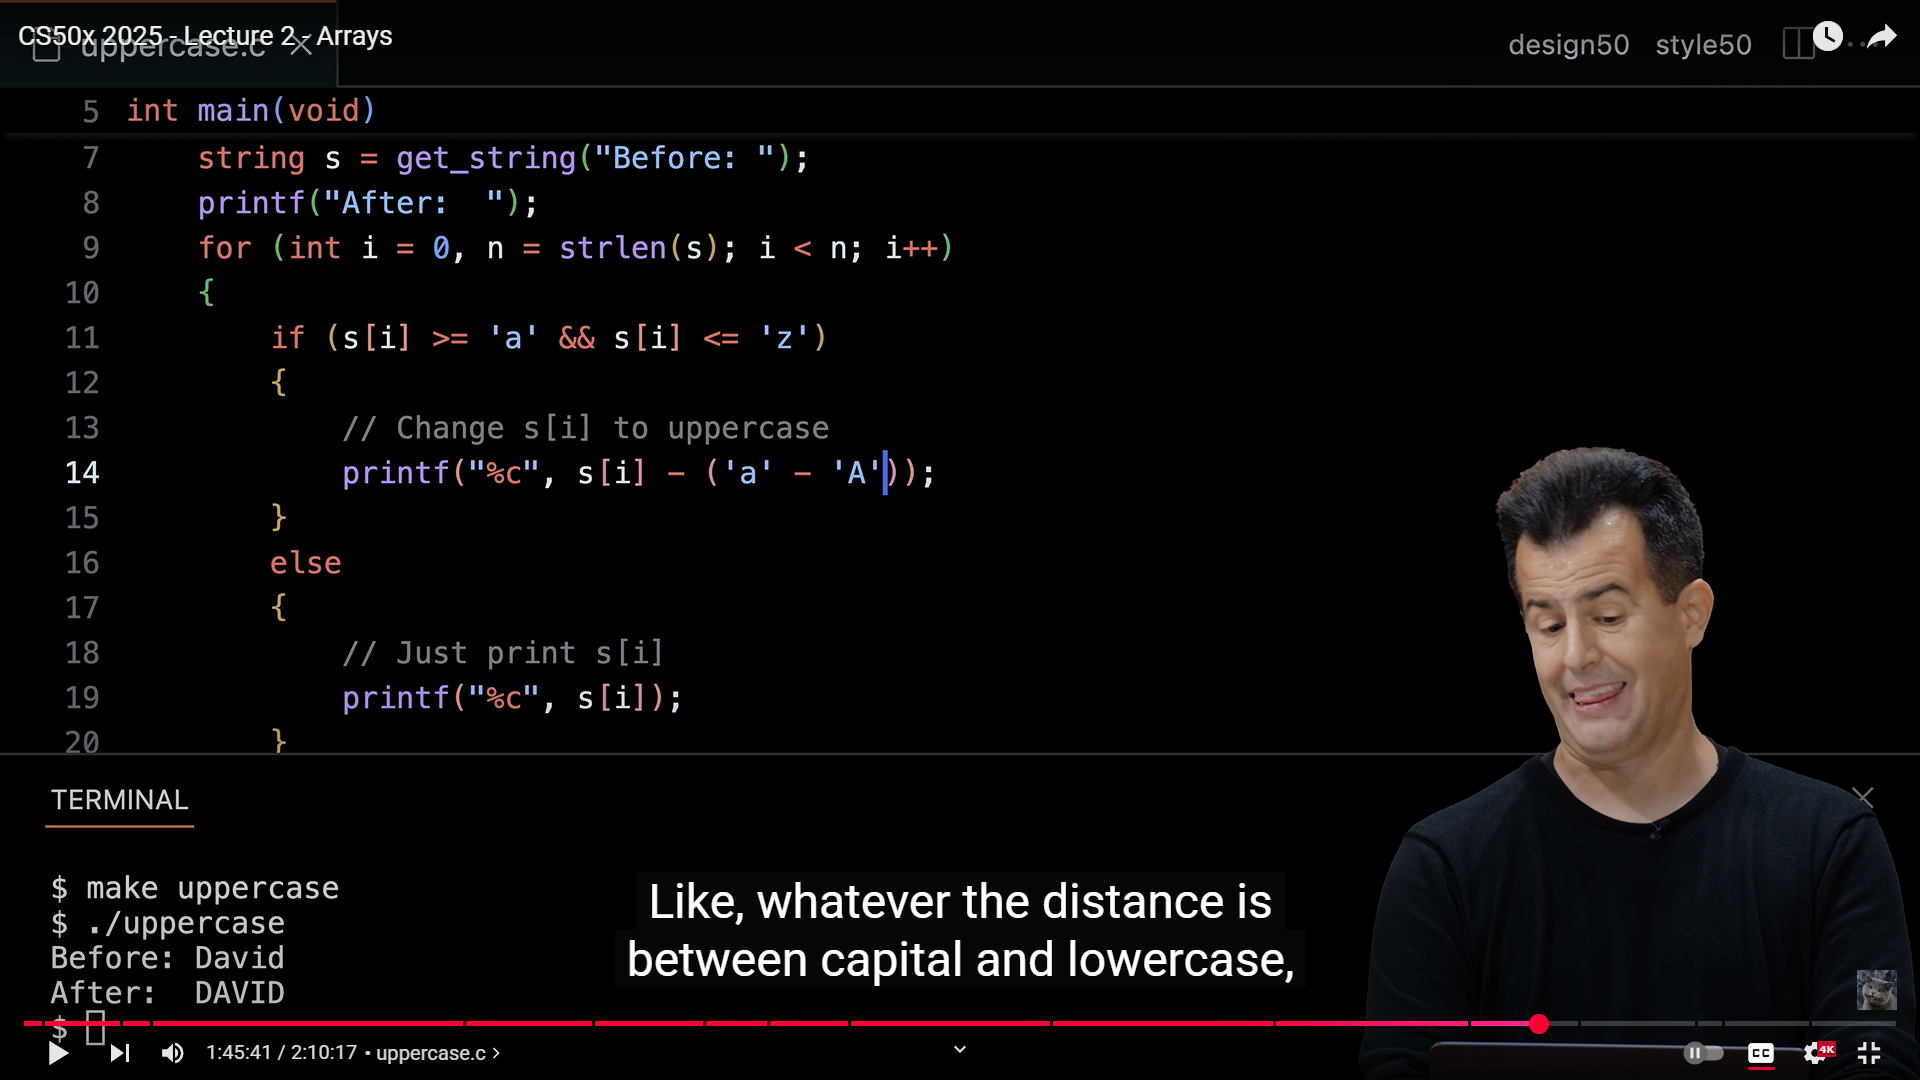 CS50x 2025 - Lecture 2 - Arrays
uppercase.c
design50 style50
5 int main(void)
7 string s = get_string("Before: ");
8 printf("After:  ");
9 for (int i = 0, n = strlen(s); i < n; i++)
10 {
11 if (s[i] >= 'a' && s[i] <= 'z')
12 {
13 // Change s[i] to uppercase
14 printf("%c", s[i] - ('a' - 'A'));
15 }
16 else
17 {
18 // Just print s[i]
19 printf("%c", s[i]);
20 }
TERMINAL
$ make uppercase
$ ./uppercase
Before: David
After:  DAVID
$
Like, whatever the distance is
between capital and lowercase,
1:45:41 / 2:10:17 • uppercase.c
CC
4K